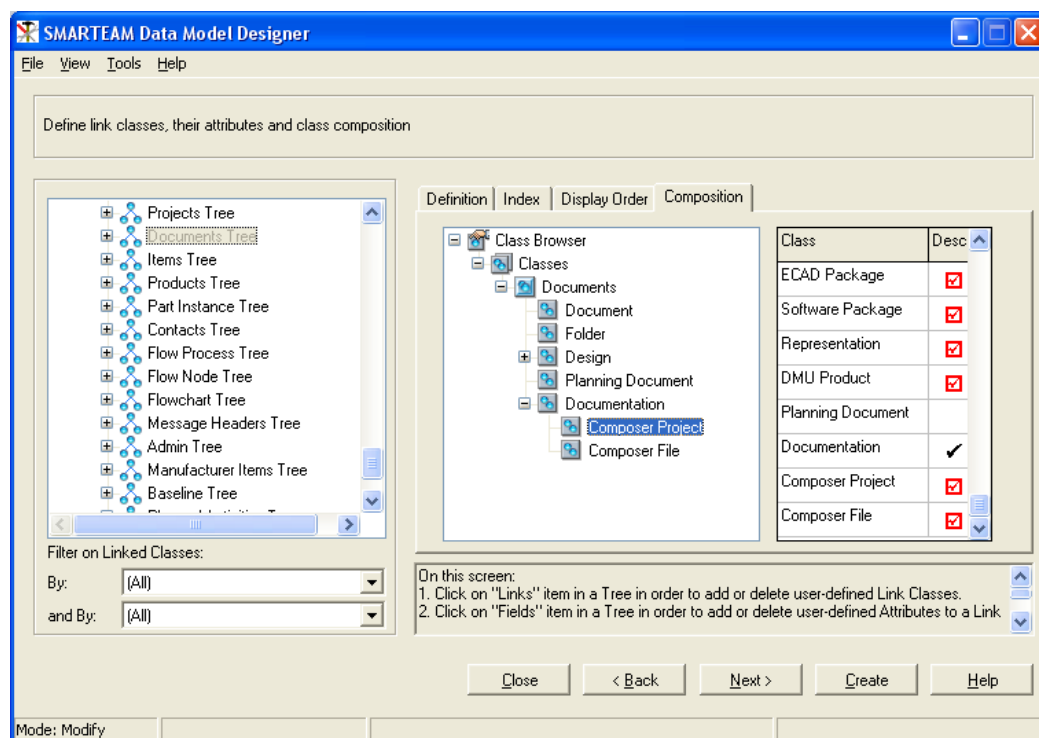 SMARTEAM Data Model Designer
File View Tools Help
Define link classes, their attributes and class composition
Projects Tree
Documents Tree
Items Tree
Products Tree
Part Instance Tree
Contacts Tree
Flow Process Tree
Flow Node Tree
Flowchart Tree
Message Headers Tree
Admin Tree
Manufacturer Items Tree
Baseline Tree
Filter on Linked Classes:
By: (All)
and By: (All)
Definition Index Display Order Composition
Class Browser
Classes
Documents
Document
Folder
Design
Planning Document
Documentation
Composer Project
Composer File
Class Desc
ECAD Package
Software Package
Representation
DMU Product
Planning Document
Documentation
Composer Project
Composer File
On this screen:
1. Click on "Links" item in a Tree in order to add or delete user-defined Link Classes.
2. Click on "Fields" item in a Tree in order to add or delete user-defined Attributes to a Link
Close < Back Next > Create Help
Mode: Modify